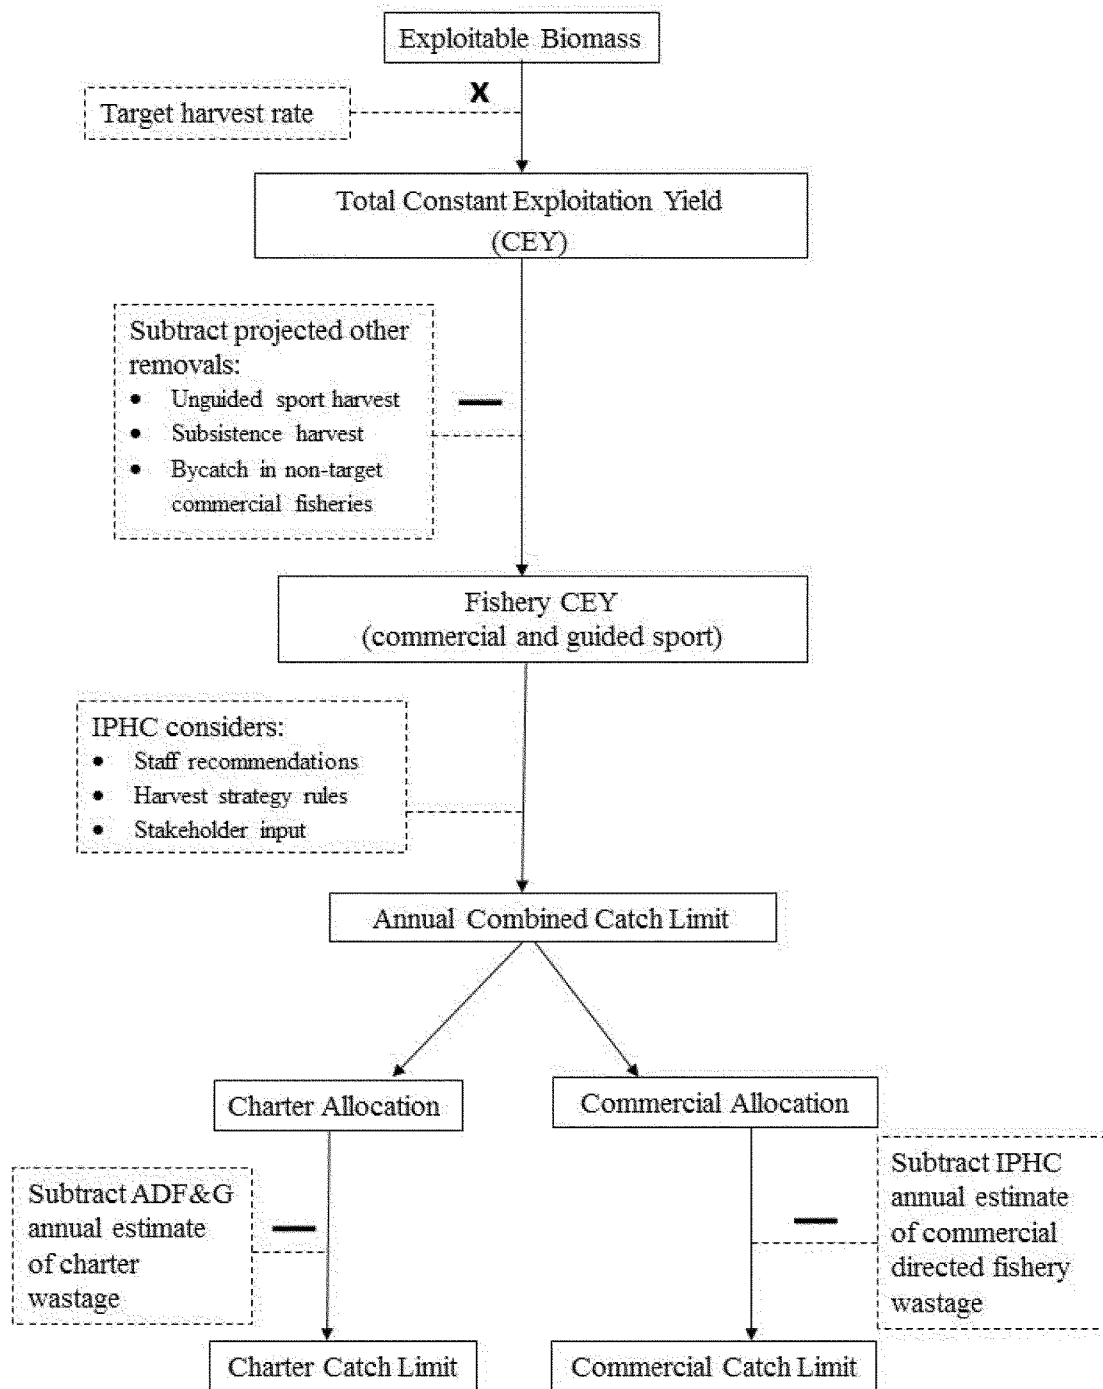 Exploitable Biomass
X
Target harvest rate
Total Constant Exploitation Yield
(CEY)
Subtract projected other
removals:
• Unguided sport harvest
• Subsistence harvest
• Bycatch in non-target
commercial fisheries
Fishery CEY
(commercial and guided sport)
IPHC considers:
• Staff recommendations
• Harvest strategy rules
• Stakeholder input
Annual Combined Catch Limit
Charter Allocation
Commercial Allocation
Subtract ADF&G
annual estimate
of charter
wastage
Subtract IPHC
annual estimate
of commercial
directed fishery
wastage
Charter Catch Limit
Commercial Catch Limit